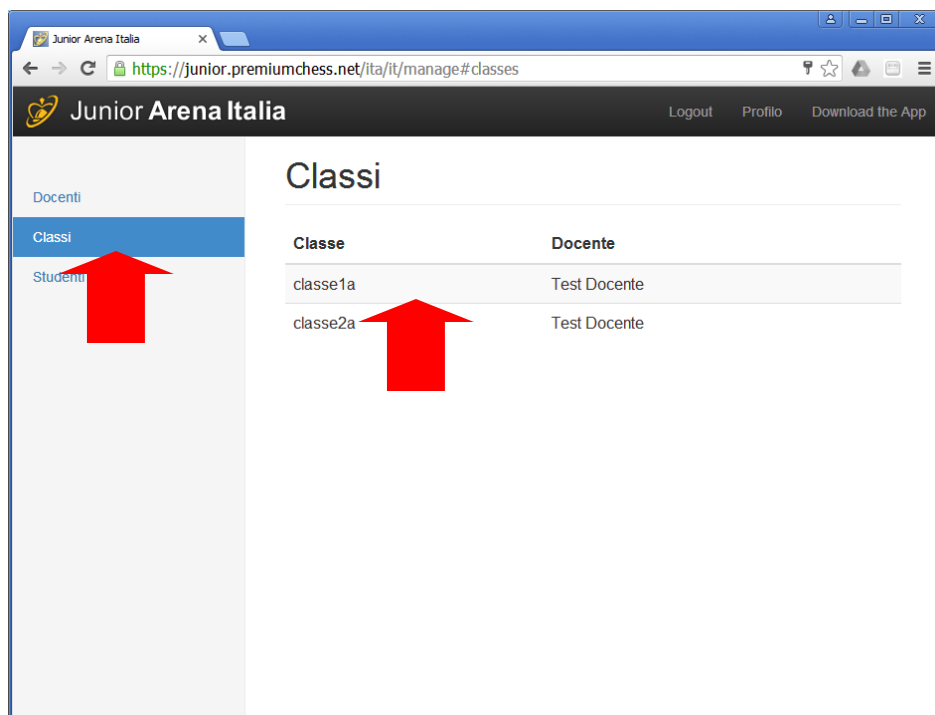 Junior Arena Italia
https://junior.premiumchess.net/ita/it/manage#classes
Junior Arena Italia
Logout Profilo Download the App
Classi
Docenti
Classi
Studenti
Classe Docente
classe1a Test Docente
classe2a Test Docente